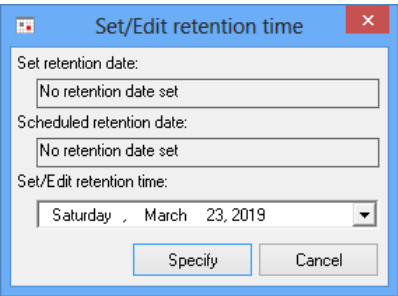 Set/Edit retention time
Set retention date:
No retention date set
Scheduled retention date:
No retention date set
Set/Edit retention time:
Saturday , March 23, 2019
Specify Cancel